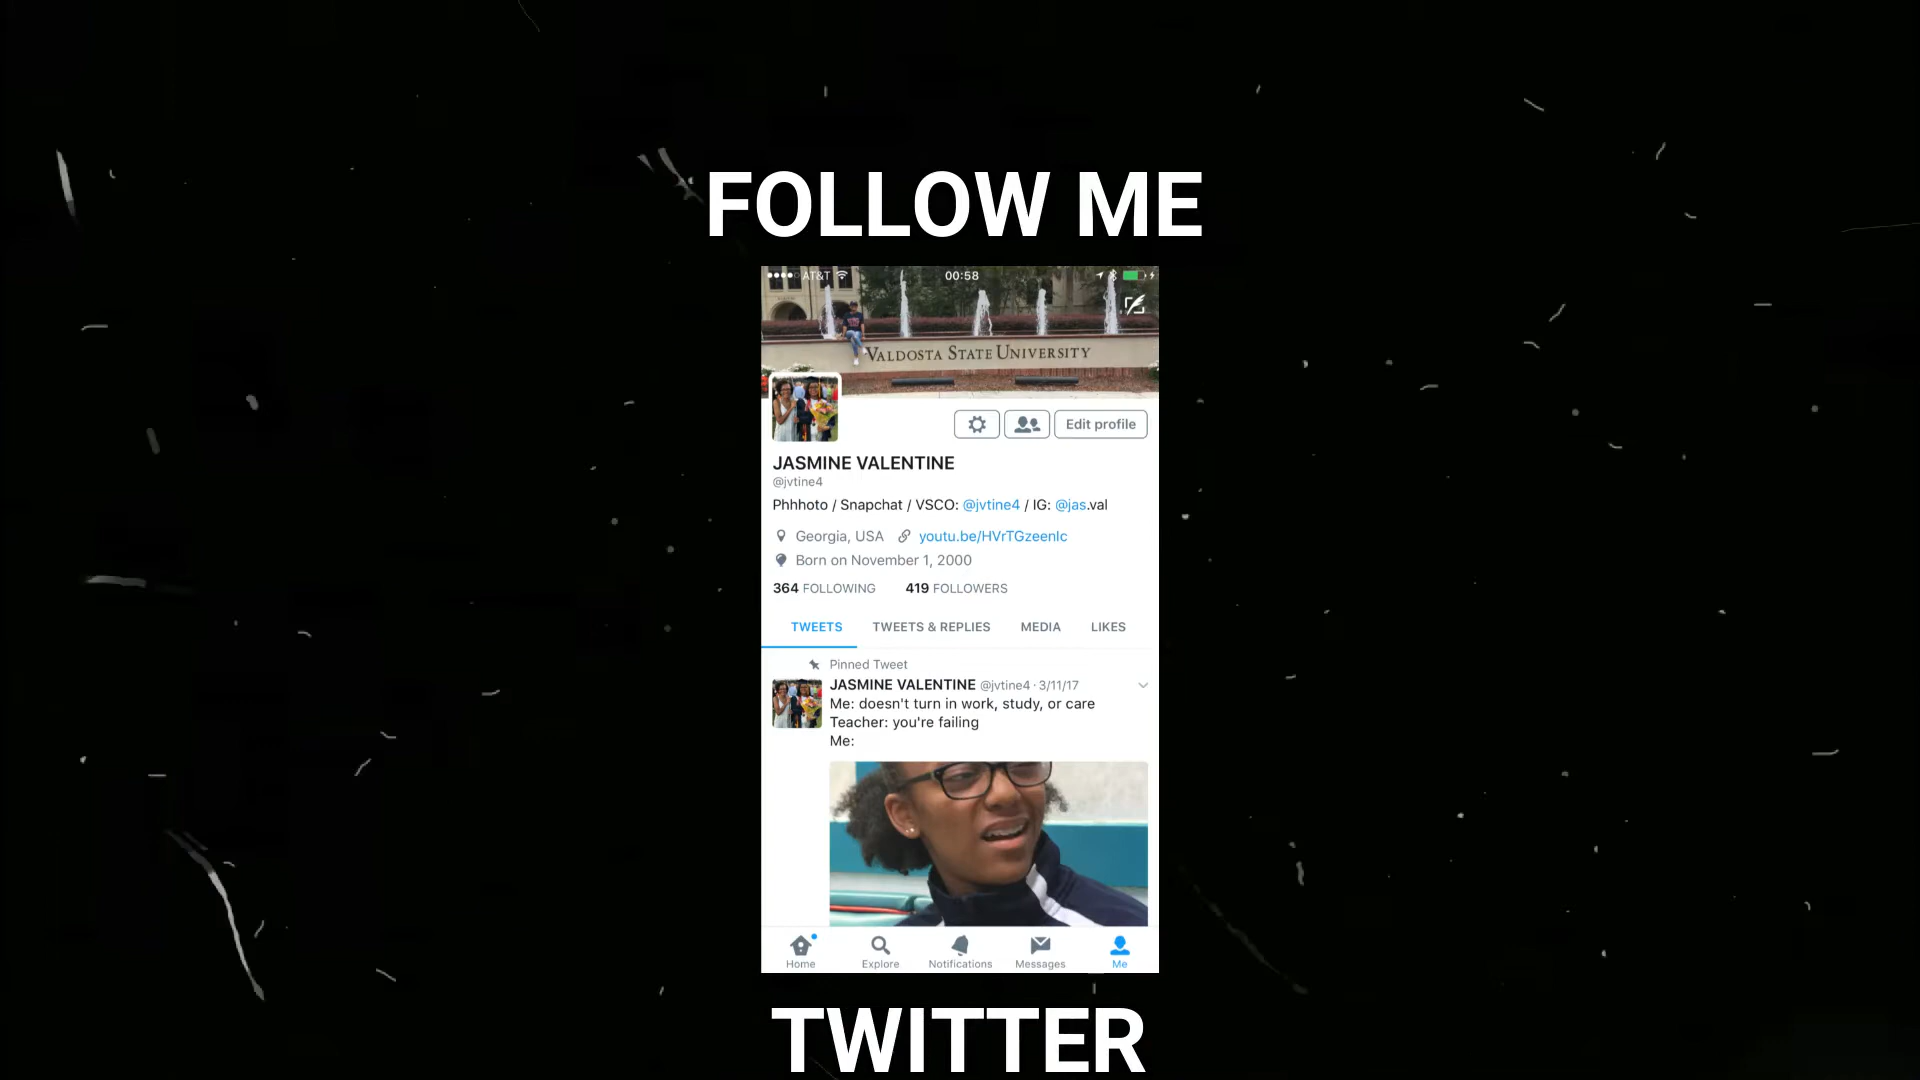 FOLLOW ME
AT&T 00:58
VALDOSTA STATE UNIVERSITY
Edit profile
JASMINE VALENTINE
@jvtine4
Phhhoto / Snapchat / VSCO: @jvtine4 / IG: @jas.val
Georgia, USA youtu.be/HVrTGzeenIc
Born on November 1, 2000
364 FOLLOWING 419 FOLLOWERS
TWEETS TWEETS & REPLIES MEDIA LIKES
Pinned Tweet
JASMINE VALENTINE @jvtine4 · 3/11/17
Me: doesn't turn in work, study, or care
Teacher: you're failing
Me:
Home Explore Notifications Messages Me
TWITTER